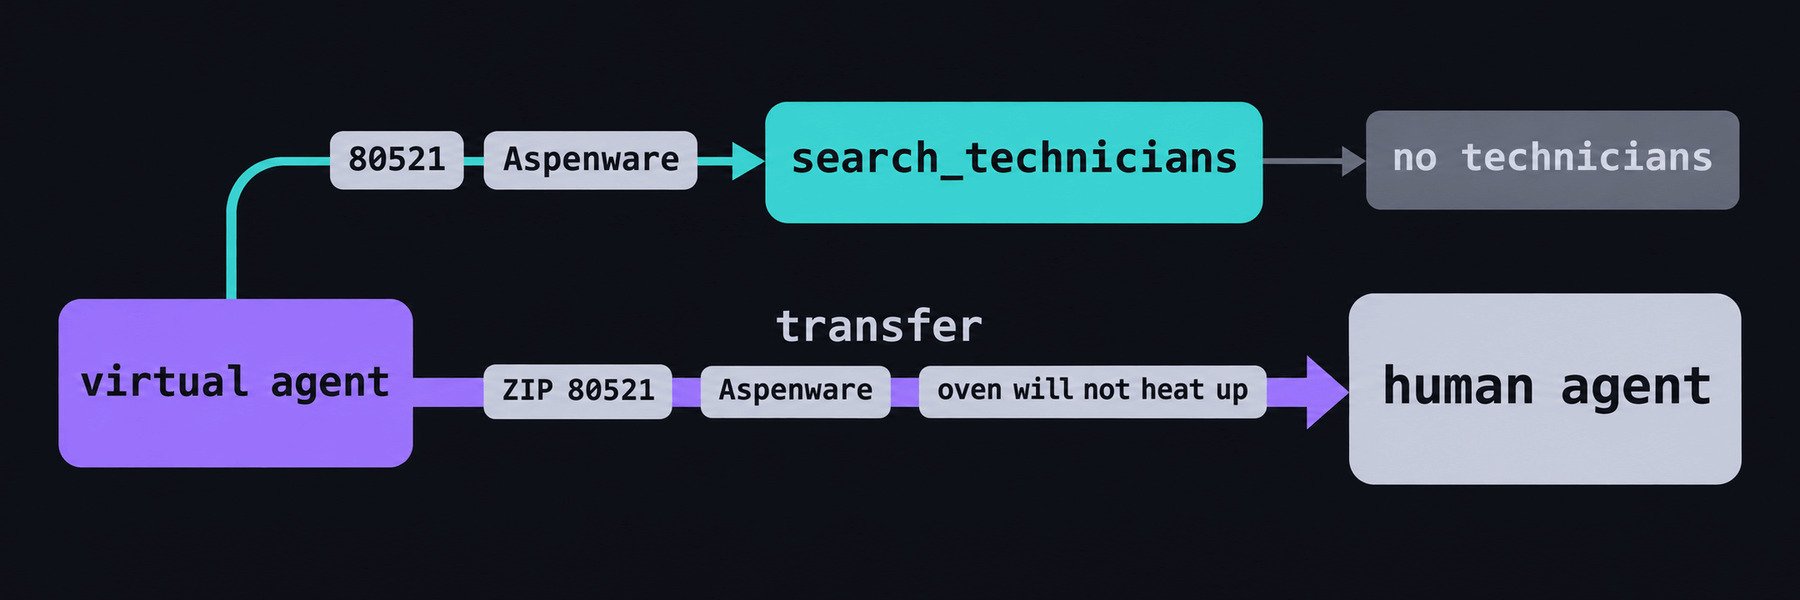 80521
Aspenware
search_technicians
no technicians
transfer
virtual agent
ZIP 80521
Aspenware
oven will not heat up
human agent